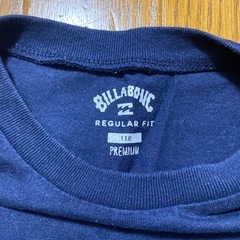 BILLABONG
REGULAR FIT
110
PREMIUM